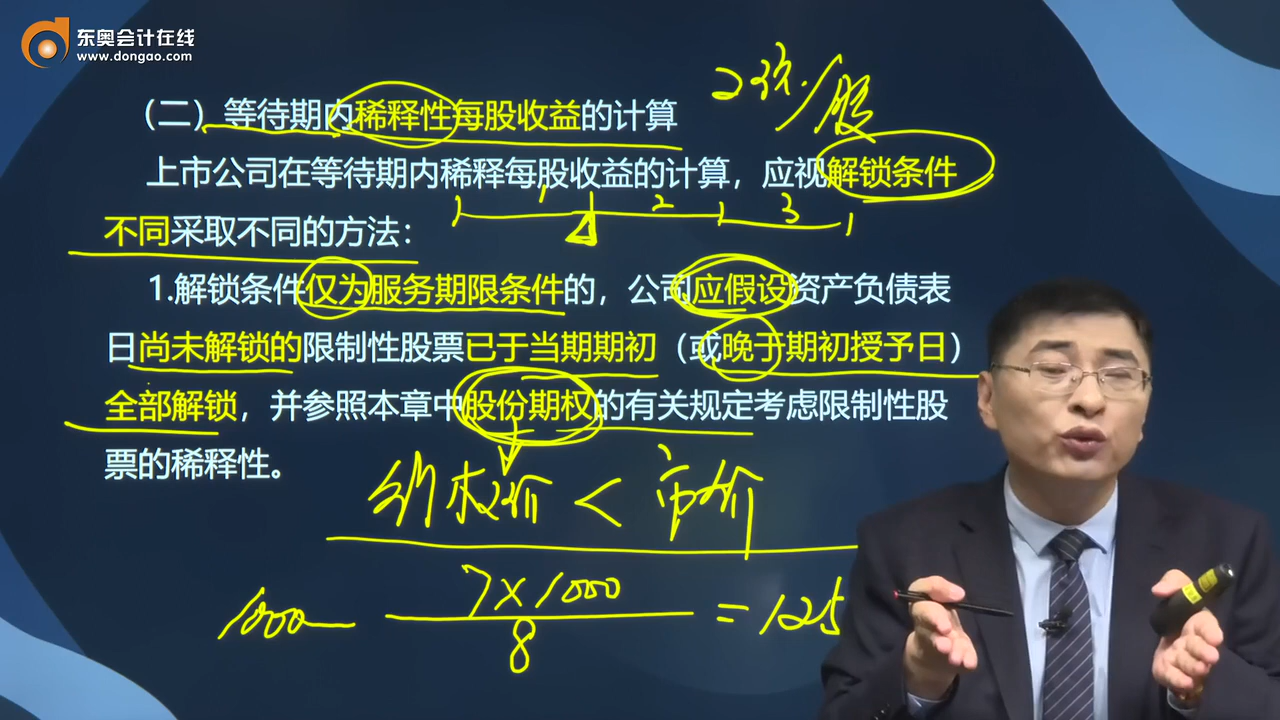 东奥会计在线
www.dongao.com
2元/股
（二）等待期内稀释性每股收益的计算
上市公司在等待期内稀释每股收益的计算，应视解锁条件
1 2 3
不同采取不同的方法：
1.解锁条件仅为服务期限条件的，公司应假设资产负债表
日尚未解锁的限制性股票已于当期期初（或晚于期初授予日）
全部解锁，并参照本章中股份期权的有关规定考虑限制性股
票的稀释性。
行权价 < 市价
1000 — 7×1000 / 8 = 125